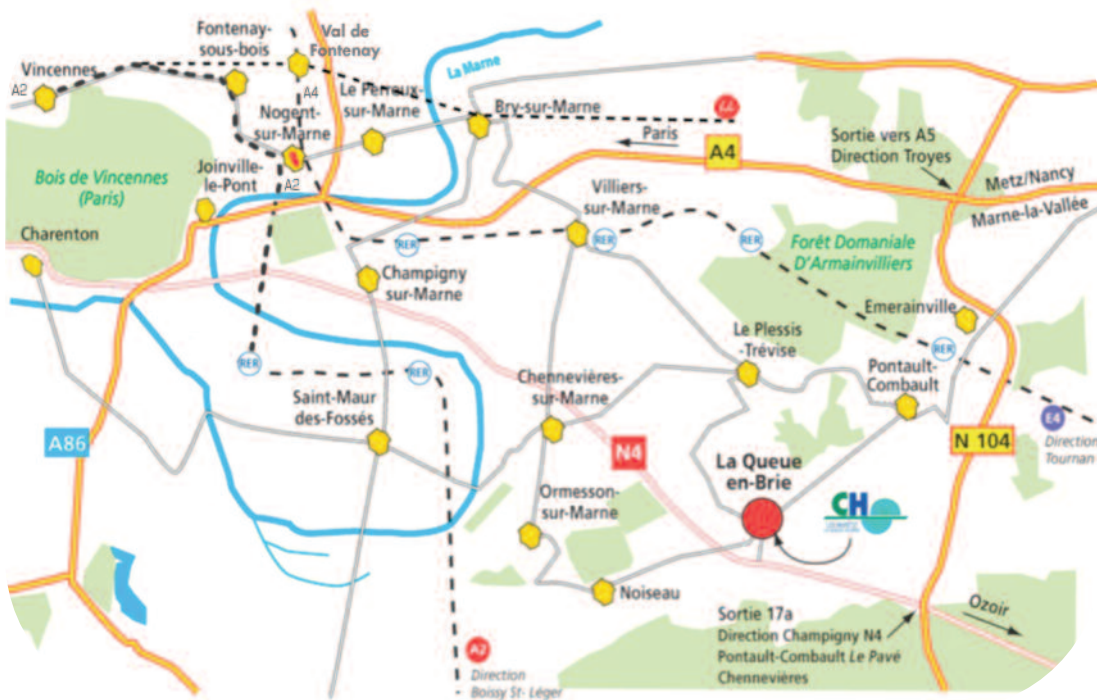 Fontenay-
sous-bois
Val de
Fontenay
Vincennes
A2
La Marne
A4
Le Perreux-
sur-Marne
Nogent-
sur-Marne
Bry-sur-Marne
Paris
A4
Sortie vers A5
Direction Troyes
Joinville-
le-Pont
A2
Bois de Vincennes
(Paris)
Villiers-
sur-Marne
Metz/Nancy
Marne-la-Vallée
Charenton
RER
RER
RER
Forêt Domaniale
D'Armainvilliers
Champigny
sur-Marne
Emerainville
Le Plessis
-Trévise
RER
RER
RER
Pontault-
Combault
Chennevières-
sur-Marne
Saint-Maur
des-Fossés
E4
Direction
Tournan
A86
N4
N 104
La Queue
en-Brie
CH
Ormesson-
sur-Marne
Noiseau
Ozoir
Sortie 17a
Direction Champigny N4
Pontault-Combault Le Pavé
Chennevières
A2
Direction
Boissy St- Léger